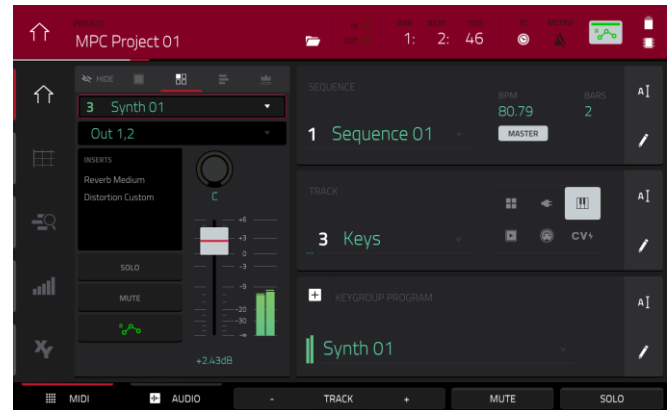 PROJECT
MPC Project 01
IN
OUT
BAR BEAT TICK
1: 2: 46
TC
METRO
HIDE
3 Synth 01
Out 1,2
INSERTS
Reverb Medium
Distortion Custom
C
+6
+3
0
-3
-9
-20
-30
-∞
SOLO
MUTE
+2.43dB
SEQUENCE
1 Sequence 01
BPM
80.79
MASTER
BARS
2
TRACK
3 Keys
CV
KEYGROUP PROGRAM
Synth 01
MIDI
AUDIO
- TRACK +
MUTE
SOLO